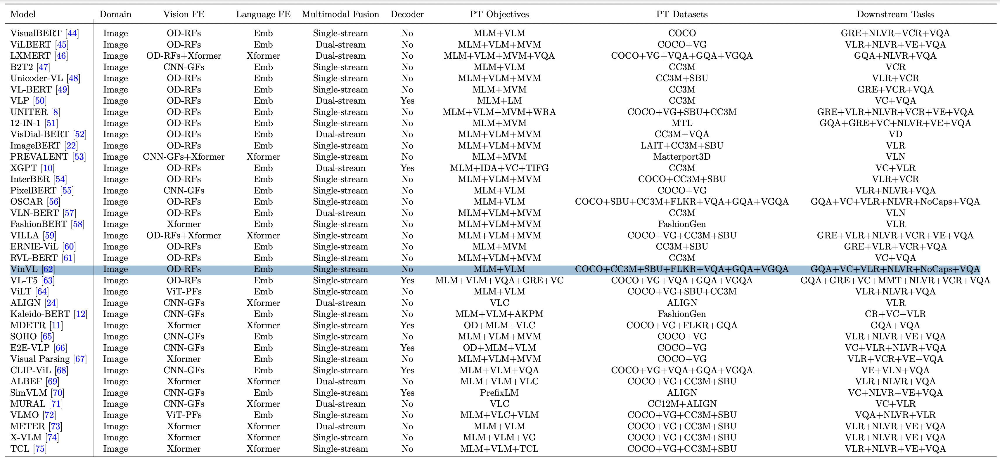 Model Domain Vision FE Language FE Multimodal Fusion Decoder PT Objectives PT Datasets Downstream Tasks
VisualBERT [44] Image OD-RFs Emb Single-stream No MLM+VLM COCO GRE+NLVR+VCR+VQA
ViLBERT [45] Image OD-RFs Emb Dual-stream No MLM+VLM+MVM COCO+VG VLR+NLVR+VE+VQA
LXMERT [46] Image OD-RFs+Xformer Xformer Dual-stream No MLM+VLM+MVM+VQA COCO+VG+VQA+GQA+VGQA GQA+NLVR+VQA
B2T2 [47] Image CNN-GFs Emb Single-stream No MLM+VLM CC3M VCR
Unicoder-VL [48] Image OD-RFs Emb Single-stream No MLM+VLM+MVM CC3M+SBU VLR+VCR
VL-BERT [49] Image OD-RFs Emb Single-stream No MLM+MVM CC3M GRE+VCR+VQA
VLP [50] Image OD-RFs Emb Dual-stream Yes MLM+LM CC3M VC+VQA
UNITER [8] Image OD-RFs Emb Single-stream No MLM+VLM+MVM+WRA COCO+VG+SBU+CC3M GRE+VLR+NLVR+VCR+VE+VQA
12-IN-1 [51] Image OD-RFs Emb Single-stream No MLM+MVM MTL GQA+GRE+VC+NLVR+VE+VQA
VisDial-BERT [52] Image OD-RFs Emb Dual-stream No MLM+VLM+MVM CC3M+VQA VD
ImageBERT [22] Image OD-RFs Emb Single-stream No MLM+VLM+MVM LAIT+CC3M+SBU VLR
PREVALENT [53] Image CNN-GFs+Xformer Xformer Single-stream No MLM+MVM Matterport3D VLN
XGPT [10] Image OD-RFs Emb Dual-stream Yes MLM+IDA+VC+TIFG CC3M VC+VLR
InterBER [54] Image OD-RFs Emb Single-stream No MLM+VLM+MVM COCO+CC3M+SBU VLR+VCR
PixelBERT [55] Image CNN-GFs Emb Single-stream No MLM+VLM COCO+VG VLR+NLVR+VQA
OSCAR [56] Image OD-RFs Emb Single-stream No MLM+VLM COCO+SBU+CC3M+FLKR+VQA+GQA+VGQA GQA+VC+VLR+NLVR+NoCaps+VQA
VLN-BERT [57] Image OD-RFs Emb Dual-stream No MLM+VLM+MVM CC3M VLN
FashionBERT [58] Image Xformer Emb Single-stream No MLM+VLM+MVM FashionGen VLR
VILLA [59] Image OD-RFs+Xformer Xformer Single-stream No MLM+VLM+MVM COCO+VG+CC3M+SBU GRE+VLR+NLVR+VCR+VE+VQA
ERNIE-ViL [60] Image OD-RFs Emb Single-stream No MLM+MVM CC3M+SBU GRE+VLR+VCR+VQA
RVL-BERT [61] Image OD-RFs Emb Single-stream No MLM+VLM+MVM CC3M VC+VQA
VinVL [62] Image OD-RFs Emb Single-stream No MLM+VLM COCO+CC3M+SBU+FLKR+VQA+GQA+VGQA GQA+VC+VLR+NLVR+NoCaps+VQA
VL-T5 [63] Image OD-RFs Emb Single-stream Yes MLM+VLM+VQA+GRE+VC COCO+VG+VQA+GQA+VGQA GQA+GRE+VC+MMT+NLVR+VCR+VQA
ViLT [64] Image ViT-PFs Emb Single-stream No MLM+VLM COCO+VG+SBU+CC3M VLR+NLVR+VQA
ALIGN [24] Image CNN-GFs Xformer Dual-stream No VLC ALIGN VLR
Kaleido-BERT [12] Image CNN-GFs Emb Single-stream No MLM+VLM+AKPM FashionGen CR+VC+VLR
MDETR [11] Image Xformer Xformer Single-stream Yes OD+MLM+VLC COCO+VG+FLKR+GQA GQA+VQA
SOHO [65] Image CNN-GFs Emb Single-stream No MLM+VLM+MVM COCO+VG VLR+NLVR+VE+VQA
E2E-VLP [66] Image CNN-GFs Emb Single-stream Yes OD+MLM+VLM COCO+VG VC+VLR+NLVR+VQA
Visual Parsing [67] Image Xformer Emb Single-stream No MLM+VLM+MVM COCO+VG VLR+VCR+VE+VQA
CLIP-ViL [68] Image CNN-GFs Emb Single-stream Yes MLM+VLM+VQA COCO+VG+VQA+GQA+VGQA VE+VLN+VQA
ALBEF [69] Image Xformer Xformer Dual-stream No MLM+VLM+VLC COCO+VG+CC3M+SBU VLR+NLVR+VQA
SimVLM [70] Image CNN-GFs Emb Single-stream Yes PrefixLM ALIGN VC+NLVR+VE+VQA
MURAL [71] Image CNN-GFs Xformer Dual-stream No VLC CC12M+ALIGN VC+VLR
VLMO [72] Image ViT-PFs Emb Single-stream No MLM+VLC+VLM COCO+VG+CC3M+SBU VQA+NLVR+VLR
METER [73] Image Xformer Xformer Dual-stream No MLM+VLM COCO+VG+CC3M+SBU VLR+NLVR+VE+VQA
X-VLM [74] Image Xformer Xformer Single-stream No MLM+VLM+VG COCO+VG+CC3M+SBU VLR+NLVR+VE+VQA
TCL [75] Image Xformer Xformer Single-stream No MLM+VLM+TCL COCO+VG+CC3M+SBU VLR+NLVR+VE+VQA